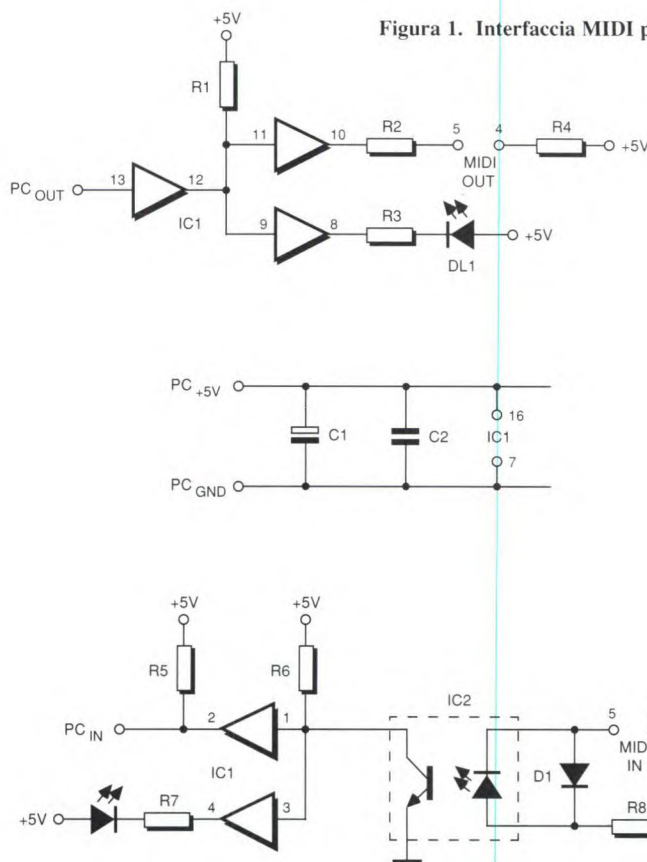 Figura 1. Interfaccia MIDI p
+5V
R1
11
10
R2
5
4
R4
+5V
MIDI
OUT
PC OUT
13
12
IC1
9
8
R3
+5V
DL1
PC +5V
16
C1
C2
IC1
7
PC GND
+5V
+5V
R5
R6
IC2
5
PC IN
2
1
MIDI
IN
D1
IC1
R7
4
3
R8
+5V